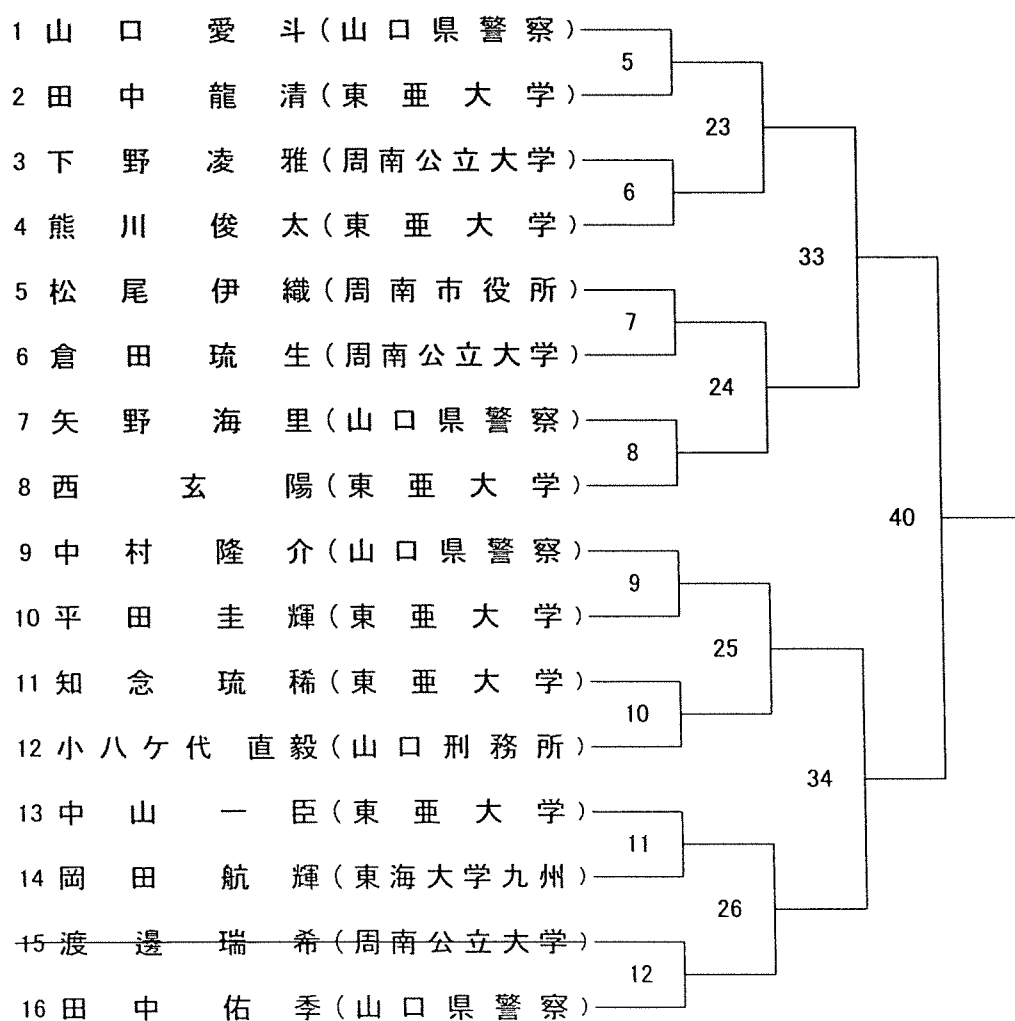 1 山口 愛斗(山口県警察)
2 田中 龍清(東亜大学)
3 下野 凌雅(周南公立大学)
4 熊川 俊太(東亜大学)
5 松尾 伊織(周南市役所)
6 倉田 琉生(周南公立大学)
7 矢野 海里(山口県警察)
8 西 玄陽(東亜大学)
9 中村 隆介(山口県警察)
10 平田 圭輝(東亜大学)
11 知念 琉稀(東亜大学)
12 小八ケ代 直毅(山口刑務所)
13 中山 一臣(東亜大学)
14 岡田 航輝(東海大学九州)
15 渡邊 瑞希(周南公立大学)
16 田中 佑季(山口県警察)
5
6
7
8
9
10
11
12
23
24
25
26
33
34
40